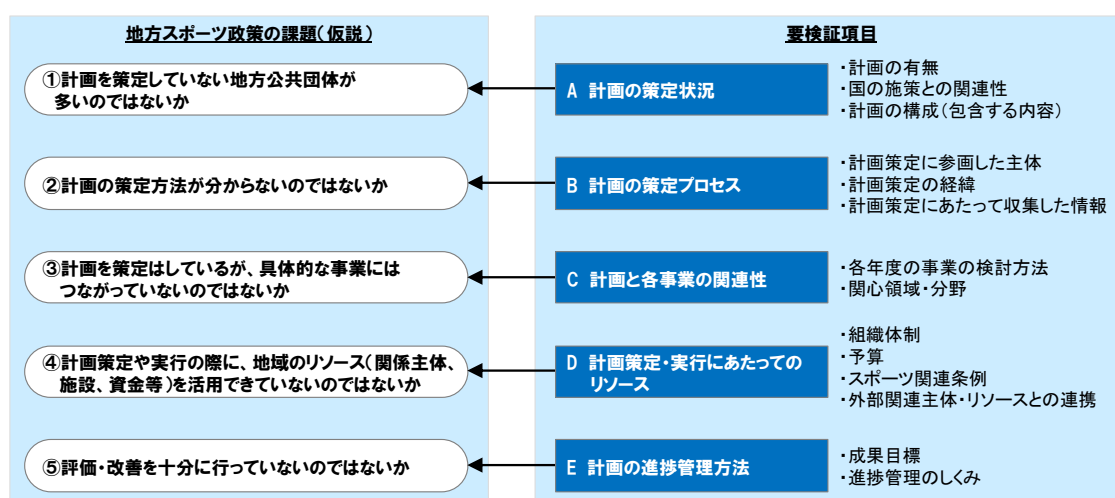 地方スポーツ政策の課題(仮説)
要検証項目
①計画を策定していない地方公共団体が
多いのではないか
A 計画の策定状況
・計画の有無
・国の施策との関連性
・計画の構成(包含する内容)
②計画の策定方法が分からないのではないか
B 計画の策定プロセス
・計画策定に参画した主体
・計画策定の経緯
・計画策定にあたって収集した情報
③計画を策定はしているが、具体的な事業には
つながっていないのではないか
C 計画と各事業の関連性
・各年度の事業の検討方法
・関心領域・分野
④計画策定や実行の際に、地域のリソース(関係主体、
施設、資金等)を活用できていないのではないか
D 計画策定・実行にあたっての
リソース
・組織体制
・予算
・スポーツ関連条例
・外部関連主体・リソースとの連携
⑤評価・改善を十分に行っていないのではないか
E 計画の進捗管理方法
・成果目標
・進捗管理のしくみ